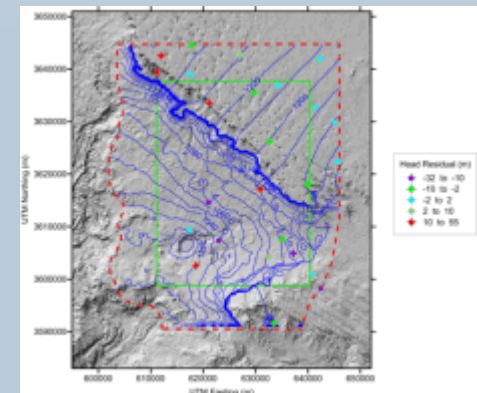 3650000
3640000
3630000
3620000
3610000
3600000
3590000
UTM Northing (m)
600000 610000 620000 630000 640000 650000
UTM Easting (m)
Head Residual (m)
-32 to -10
-10 to -2
-2 to 2
2 to 10
10 to 55